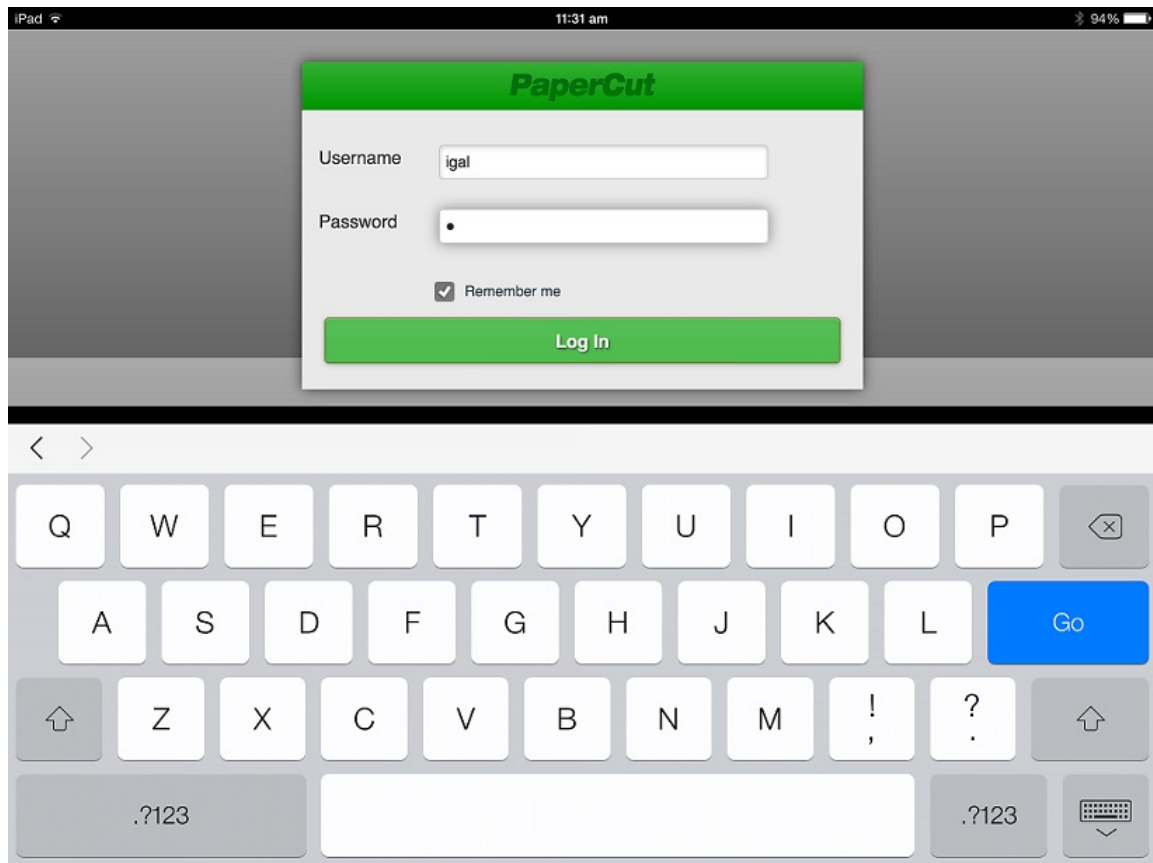 iPad 11:31 am 94%
PaperCut
Username igal
Password •
Remember me
Log In
Q W E R T Y U I O P
A S D F G H J K L Go
Z X C V B N M ! , ? .
.?123 .?123